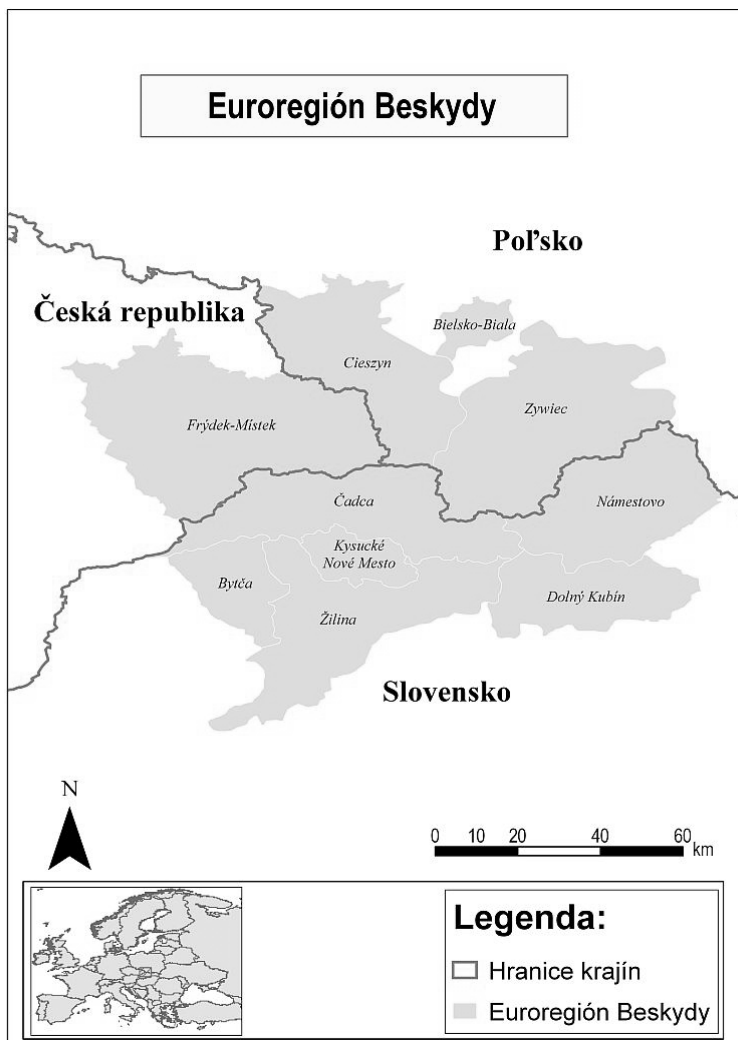 Euroregión Beskydy
Poľsko
Česká republika
Bielsko-Biala
Cieszyn
Zywiec
Frýdek-Místek
Čadca
Námestovo
Kysucké
Nové Mesto
Bytča
Dolný Kubín
Žilina
Slovensko
N
0 10 20 40 60
km
Legenda:
Hranice krajín
Euroregión Beskydy